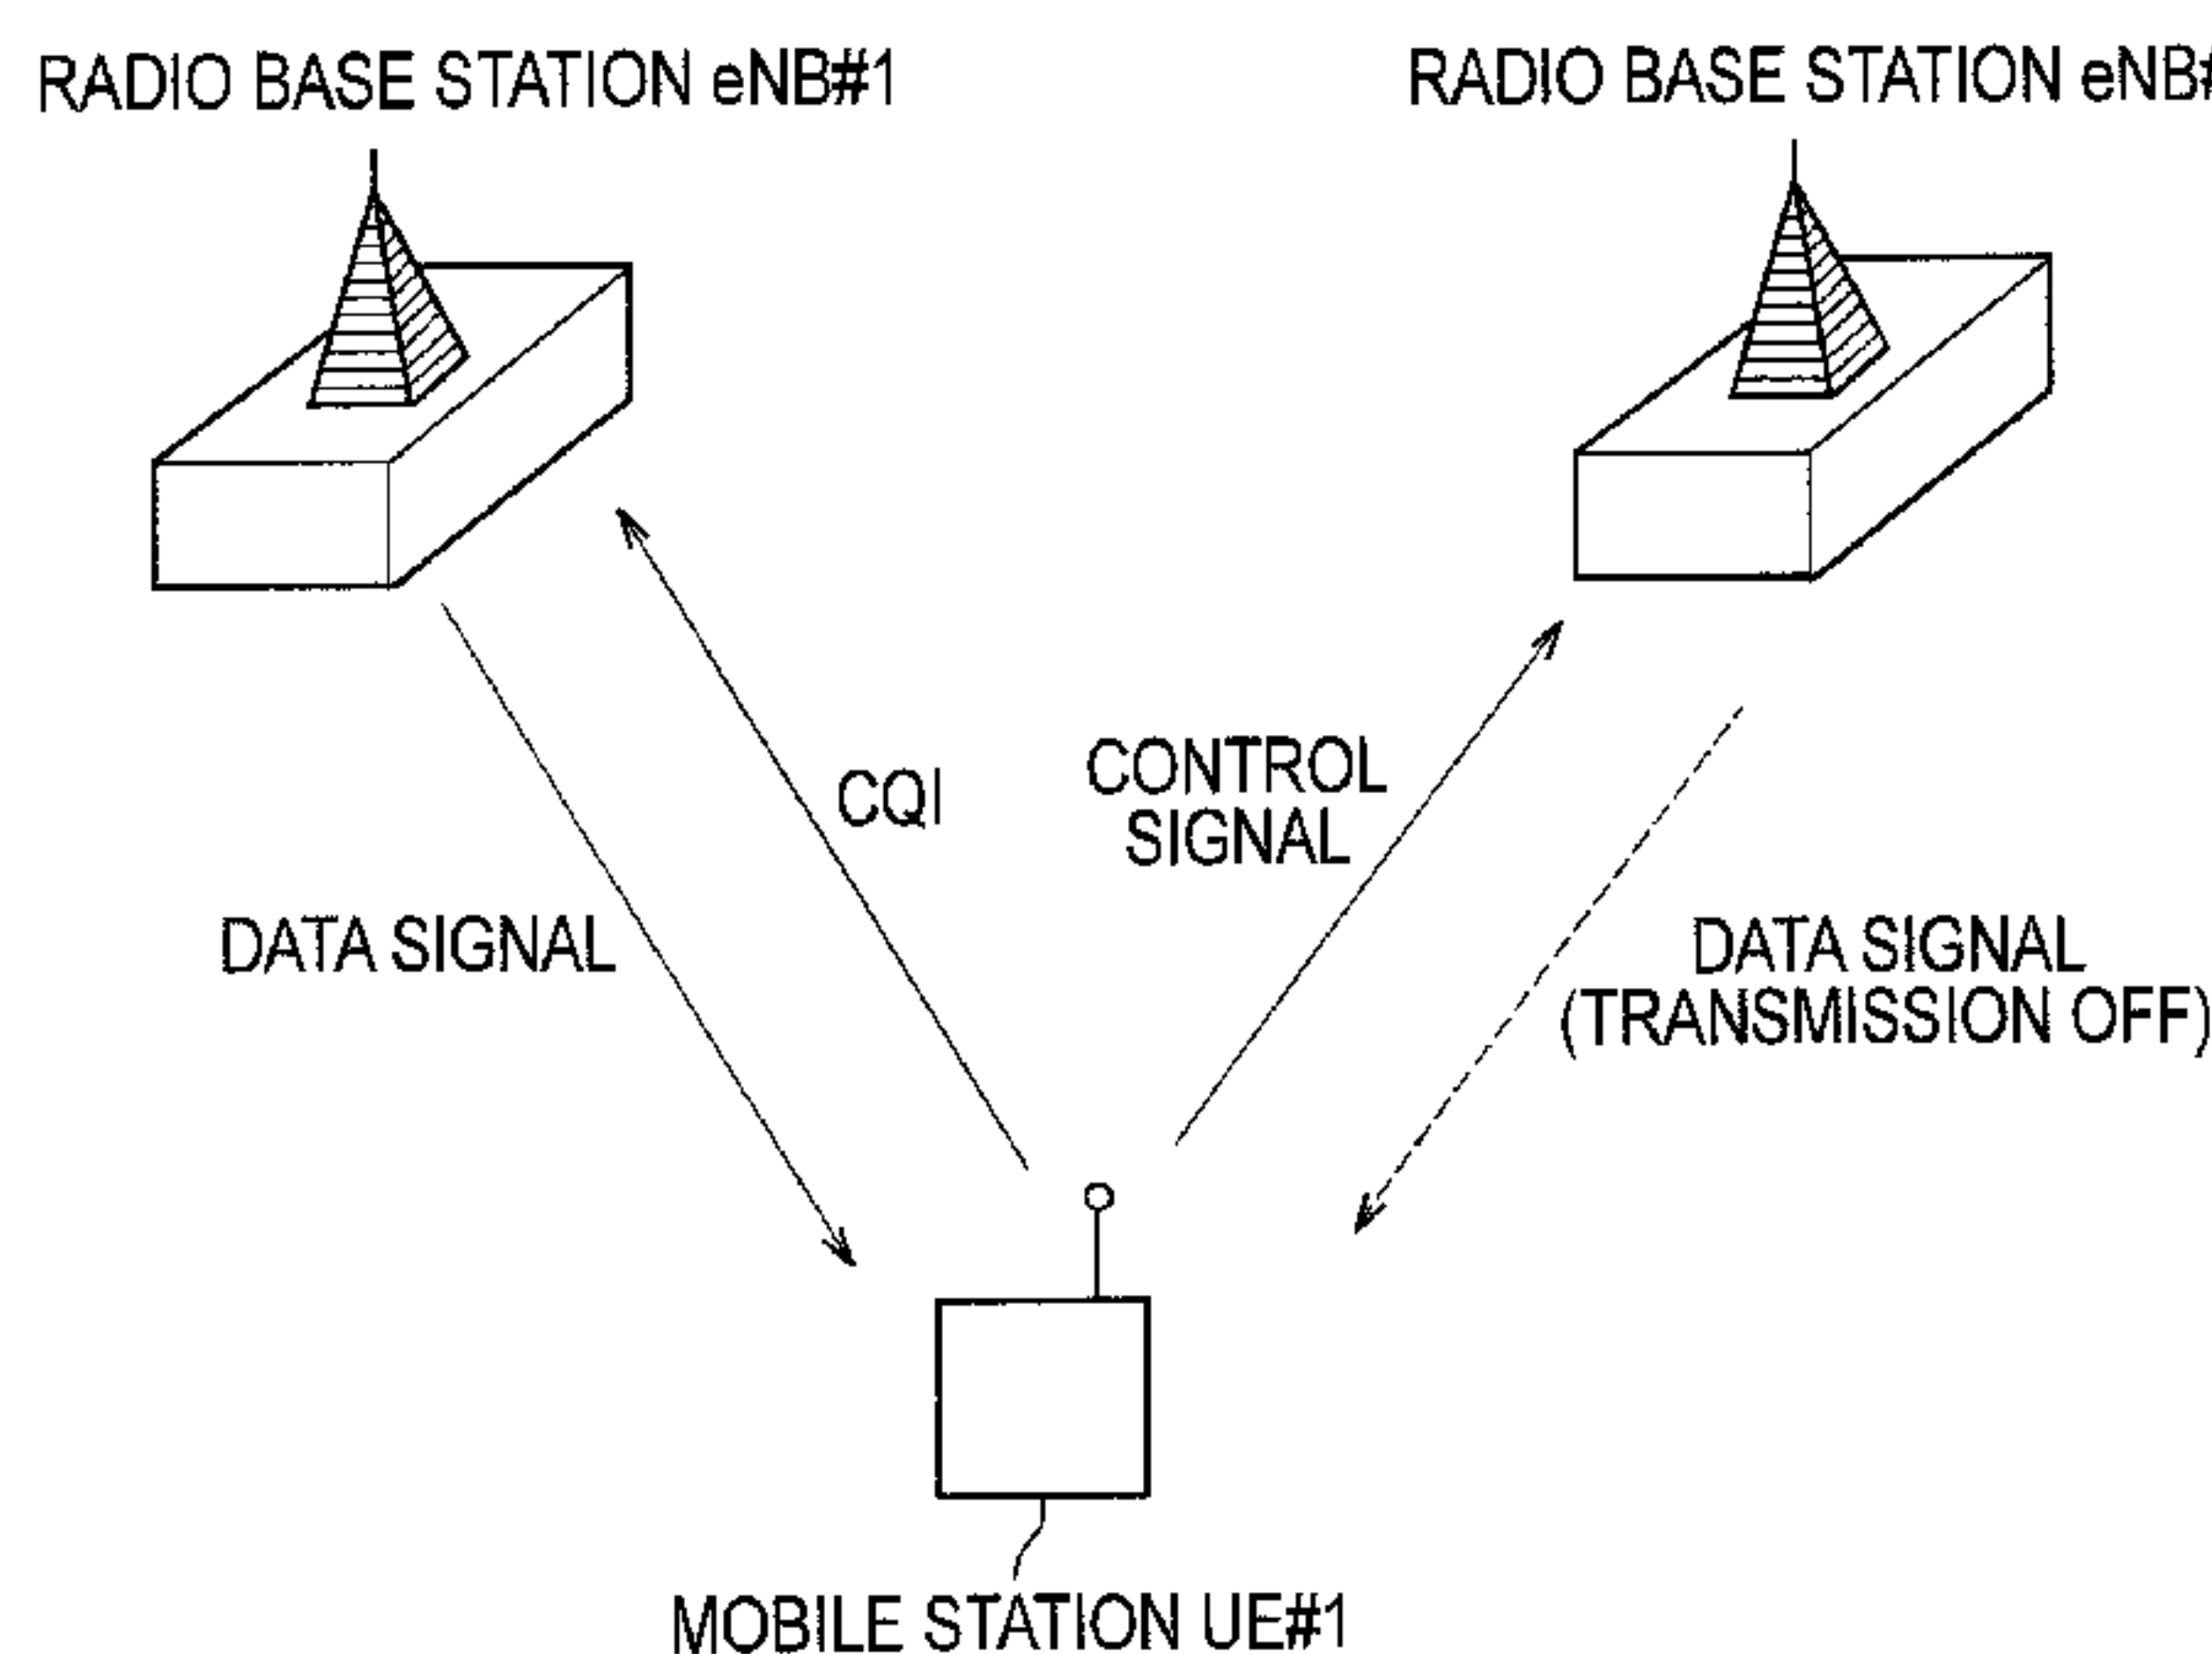 RADIO BASE STATION eNB#1
RADIO BASE STATION eNB#
CQI
CONTROL
SIGNAL
DATA SIGNAL
DATA SIGNAL
(TRANSMISSION OFF)
MOBILE STATION UE#1